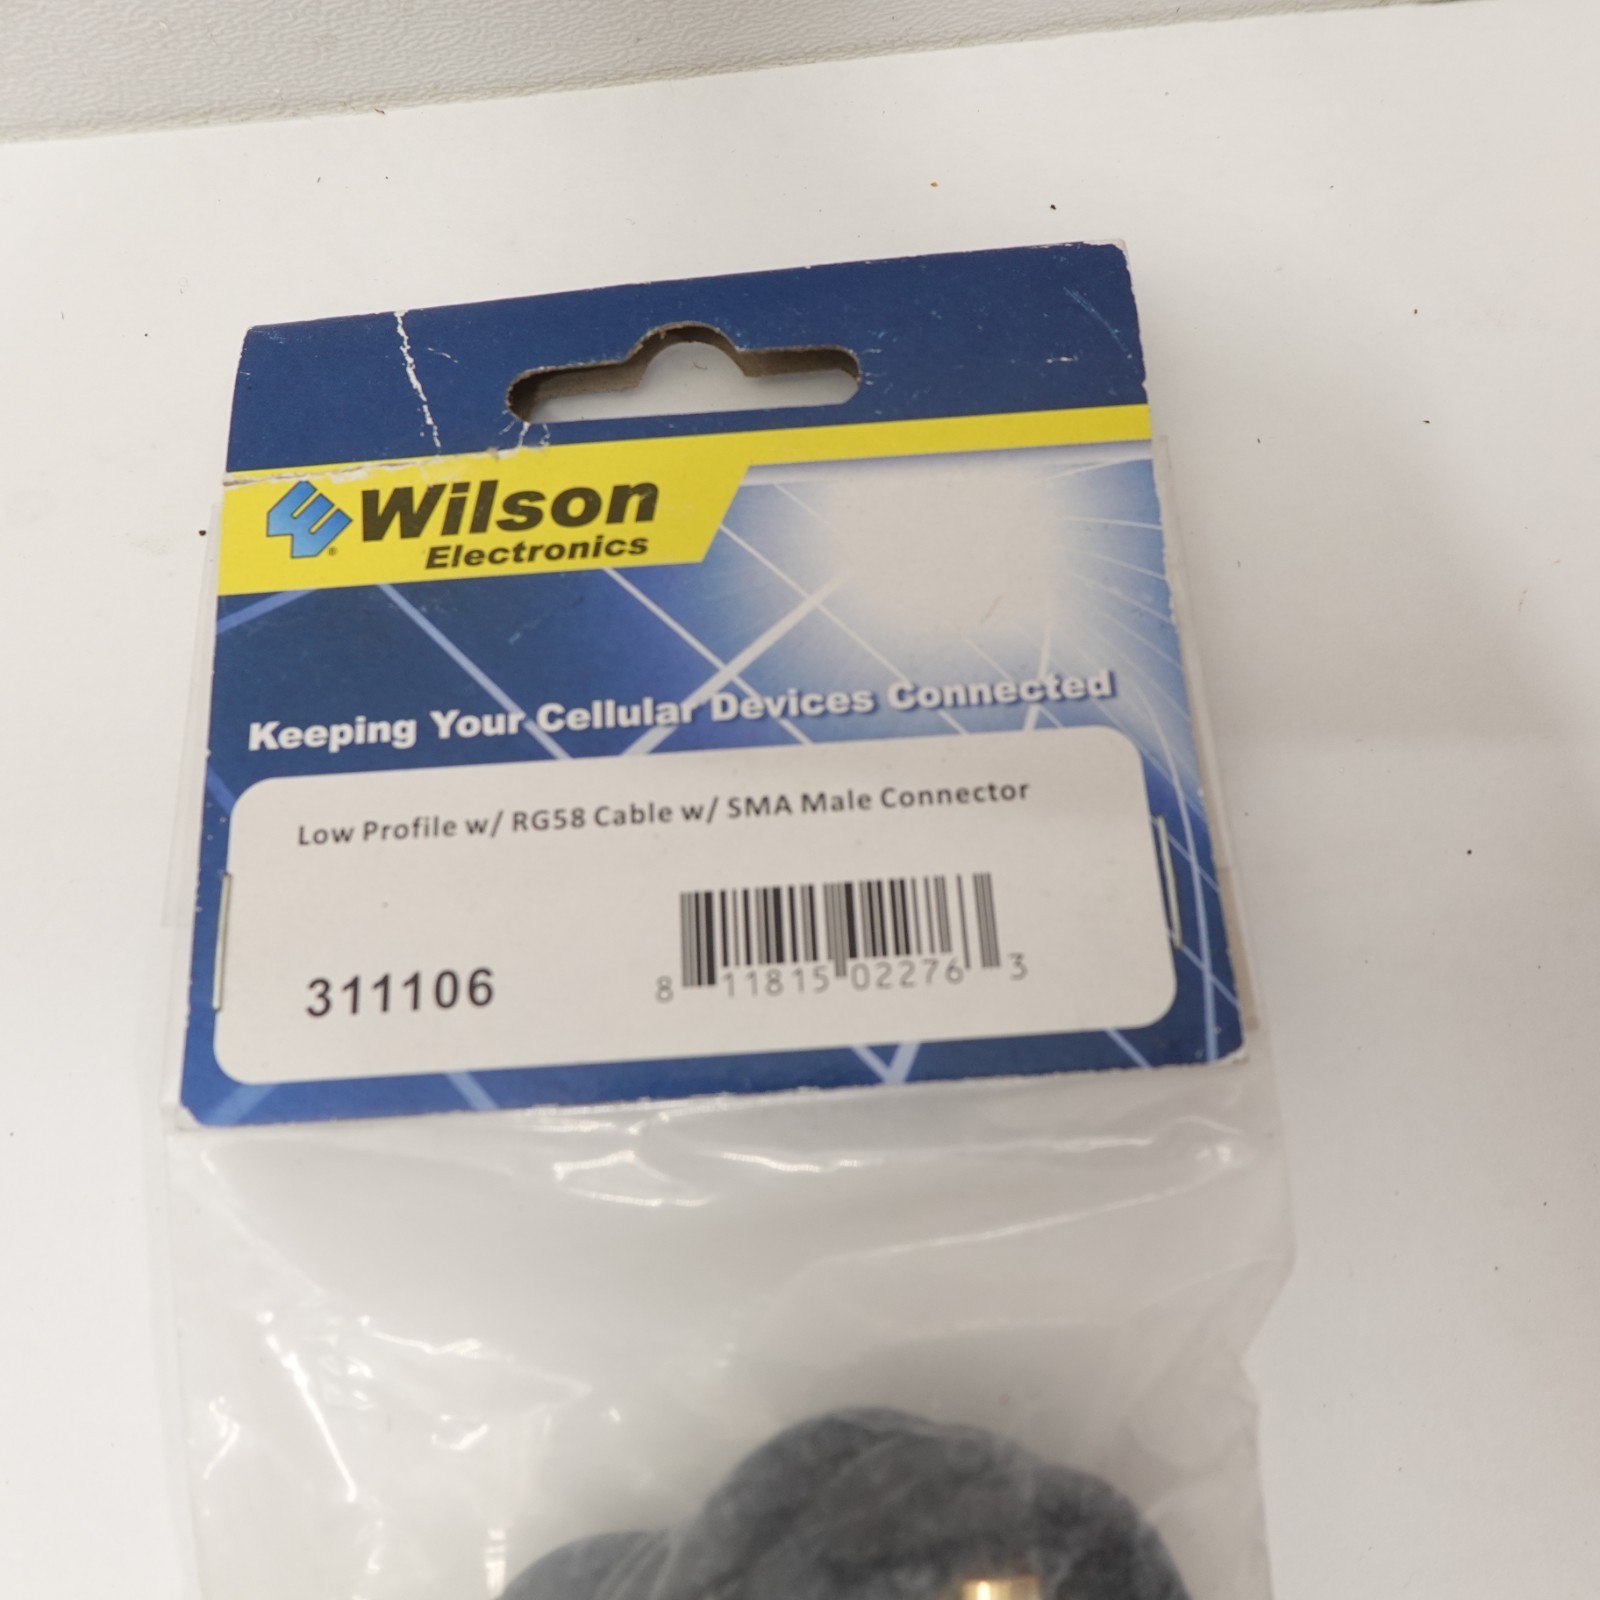 Wilson
®
Electronics
Keeping Your Cellular Devices Connected
Low Profile w/ RG58 Cable w/ SMA Male Connector
311106
8 11815 02276 3